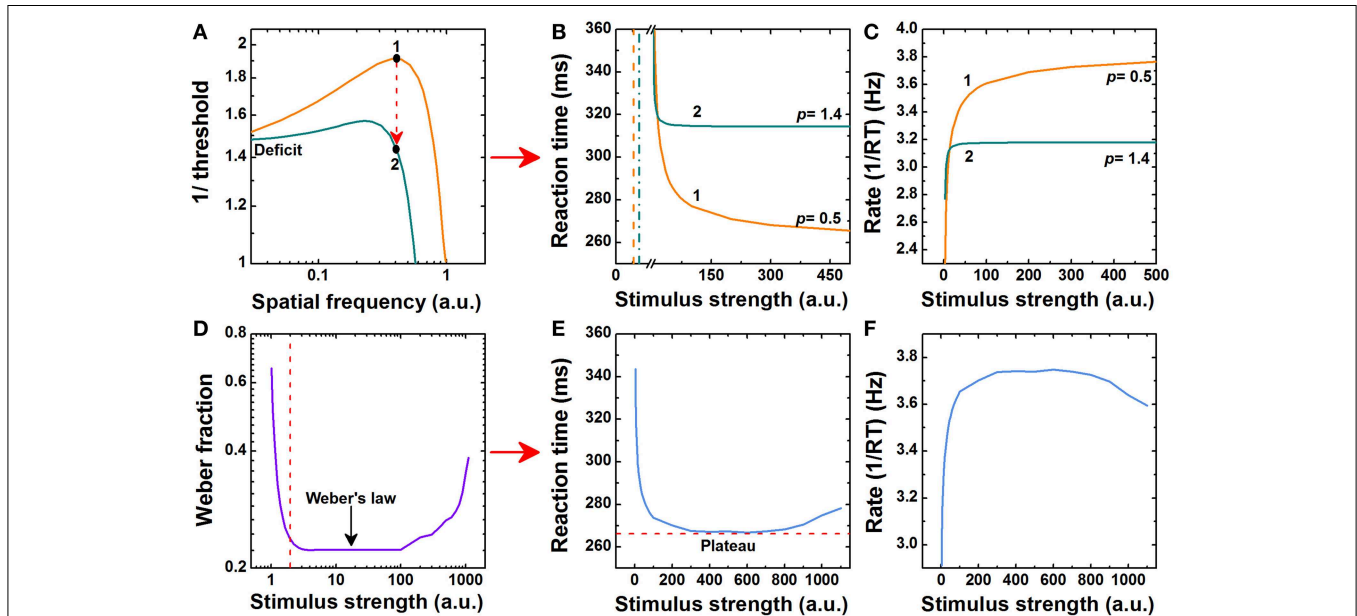 A
1/ threshold
2
1.8
1.6
1.4
1.2
1
1
2
Deficit
0.1
1
Spatial frequency (a.u.)
B
Reaction time (ms)
360
340
320
300
280
260
2
p= 1.4
1
p= 0.5
0
150
300
450
Stimulus strength (a.u.)
C
Rate (1/RT) (Hz)
4.0
3.8
3.6
3.4
3.2
3.0
2.8
2.6
2.4
1
p= 0.5
2
p= 1.4
0
100
200
300
400
500
Stimulus strength (a.u.)
D
Weber fraction
0.8
0.6
0.4
0.2
Weber's law
1
10
100
1000
Stimulus strength (a.u.)
E
Reaction time (ms)
360
340
320
300
280
260
Plateau
0
200
400
600
800
1000
Stimulus strength (a.u.)
F
Rate (1/RT) (Hz)
3.8
3.6
3.4
3.2
3.0
0
200
400
600
800
1000
Stimulus strength (a.u.)